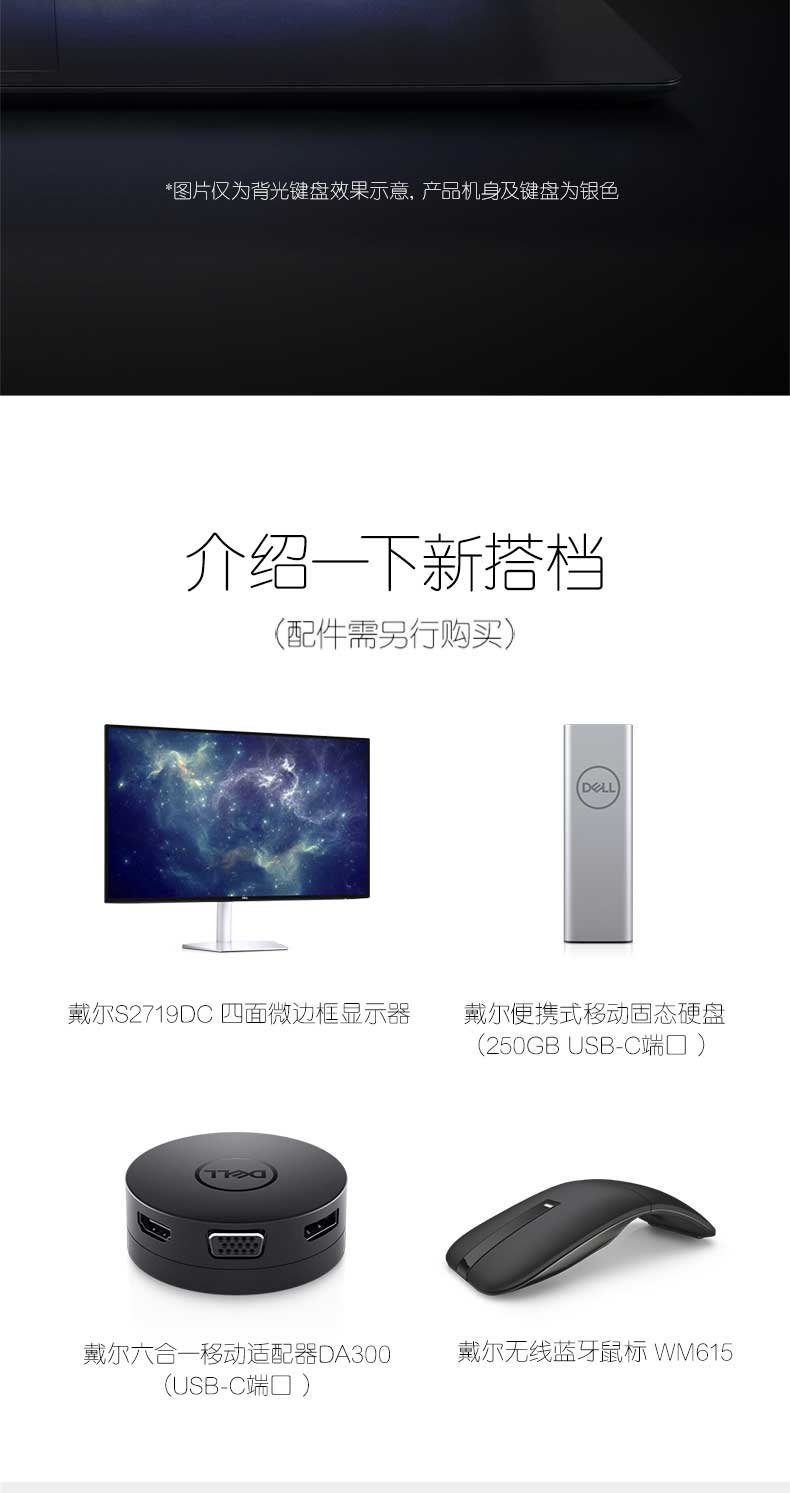 *图片仅为背光键盘效果示意, 产品机身及键盘为银色
介绍一下新搭档
(配件需另行购买)
DELL
戴尔S2719DC 四面微边框显示器
戴尔便携式移动固态硬盘
(250GB USB-C端口 )
DELL
戴尔六合一移动适配器DA300
(USB-C端口 )
戴尔无线蓝牙鼠标 WM615